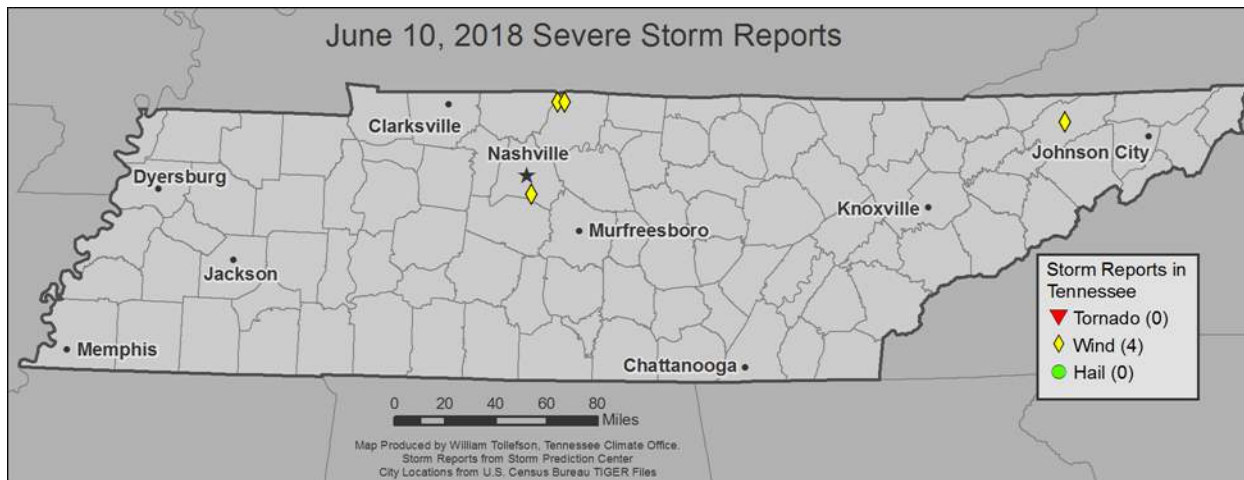 June 10, 2018 Severe Storm Reports
Clarksville
Nashville
Johnson City
Dyersburg
Knoxville
Murfreesboro
Jackson
Storm Reports in
Tennessee
Tornado (0)
Wind (4)
Hail (0)
Memphis
Chattanooga
0 20 40 60 80
Miles
Map Produced by William Tollefson, Tennessee Climate Office.
Storm Reports from Storm Prediction Center
City Locations from U.S. Census Bureau TIGER Files